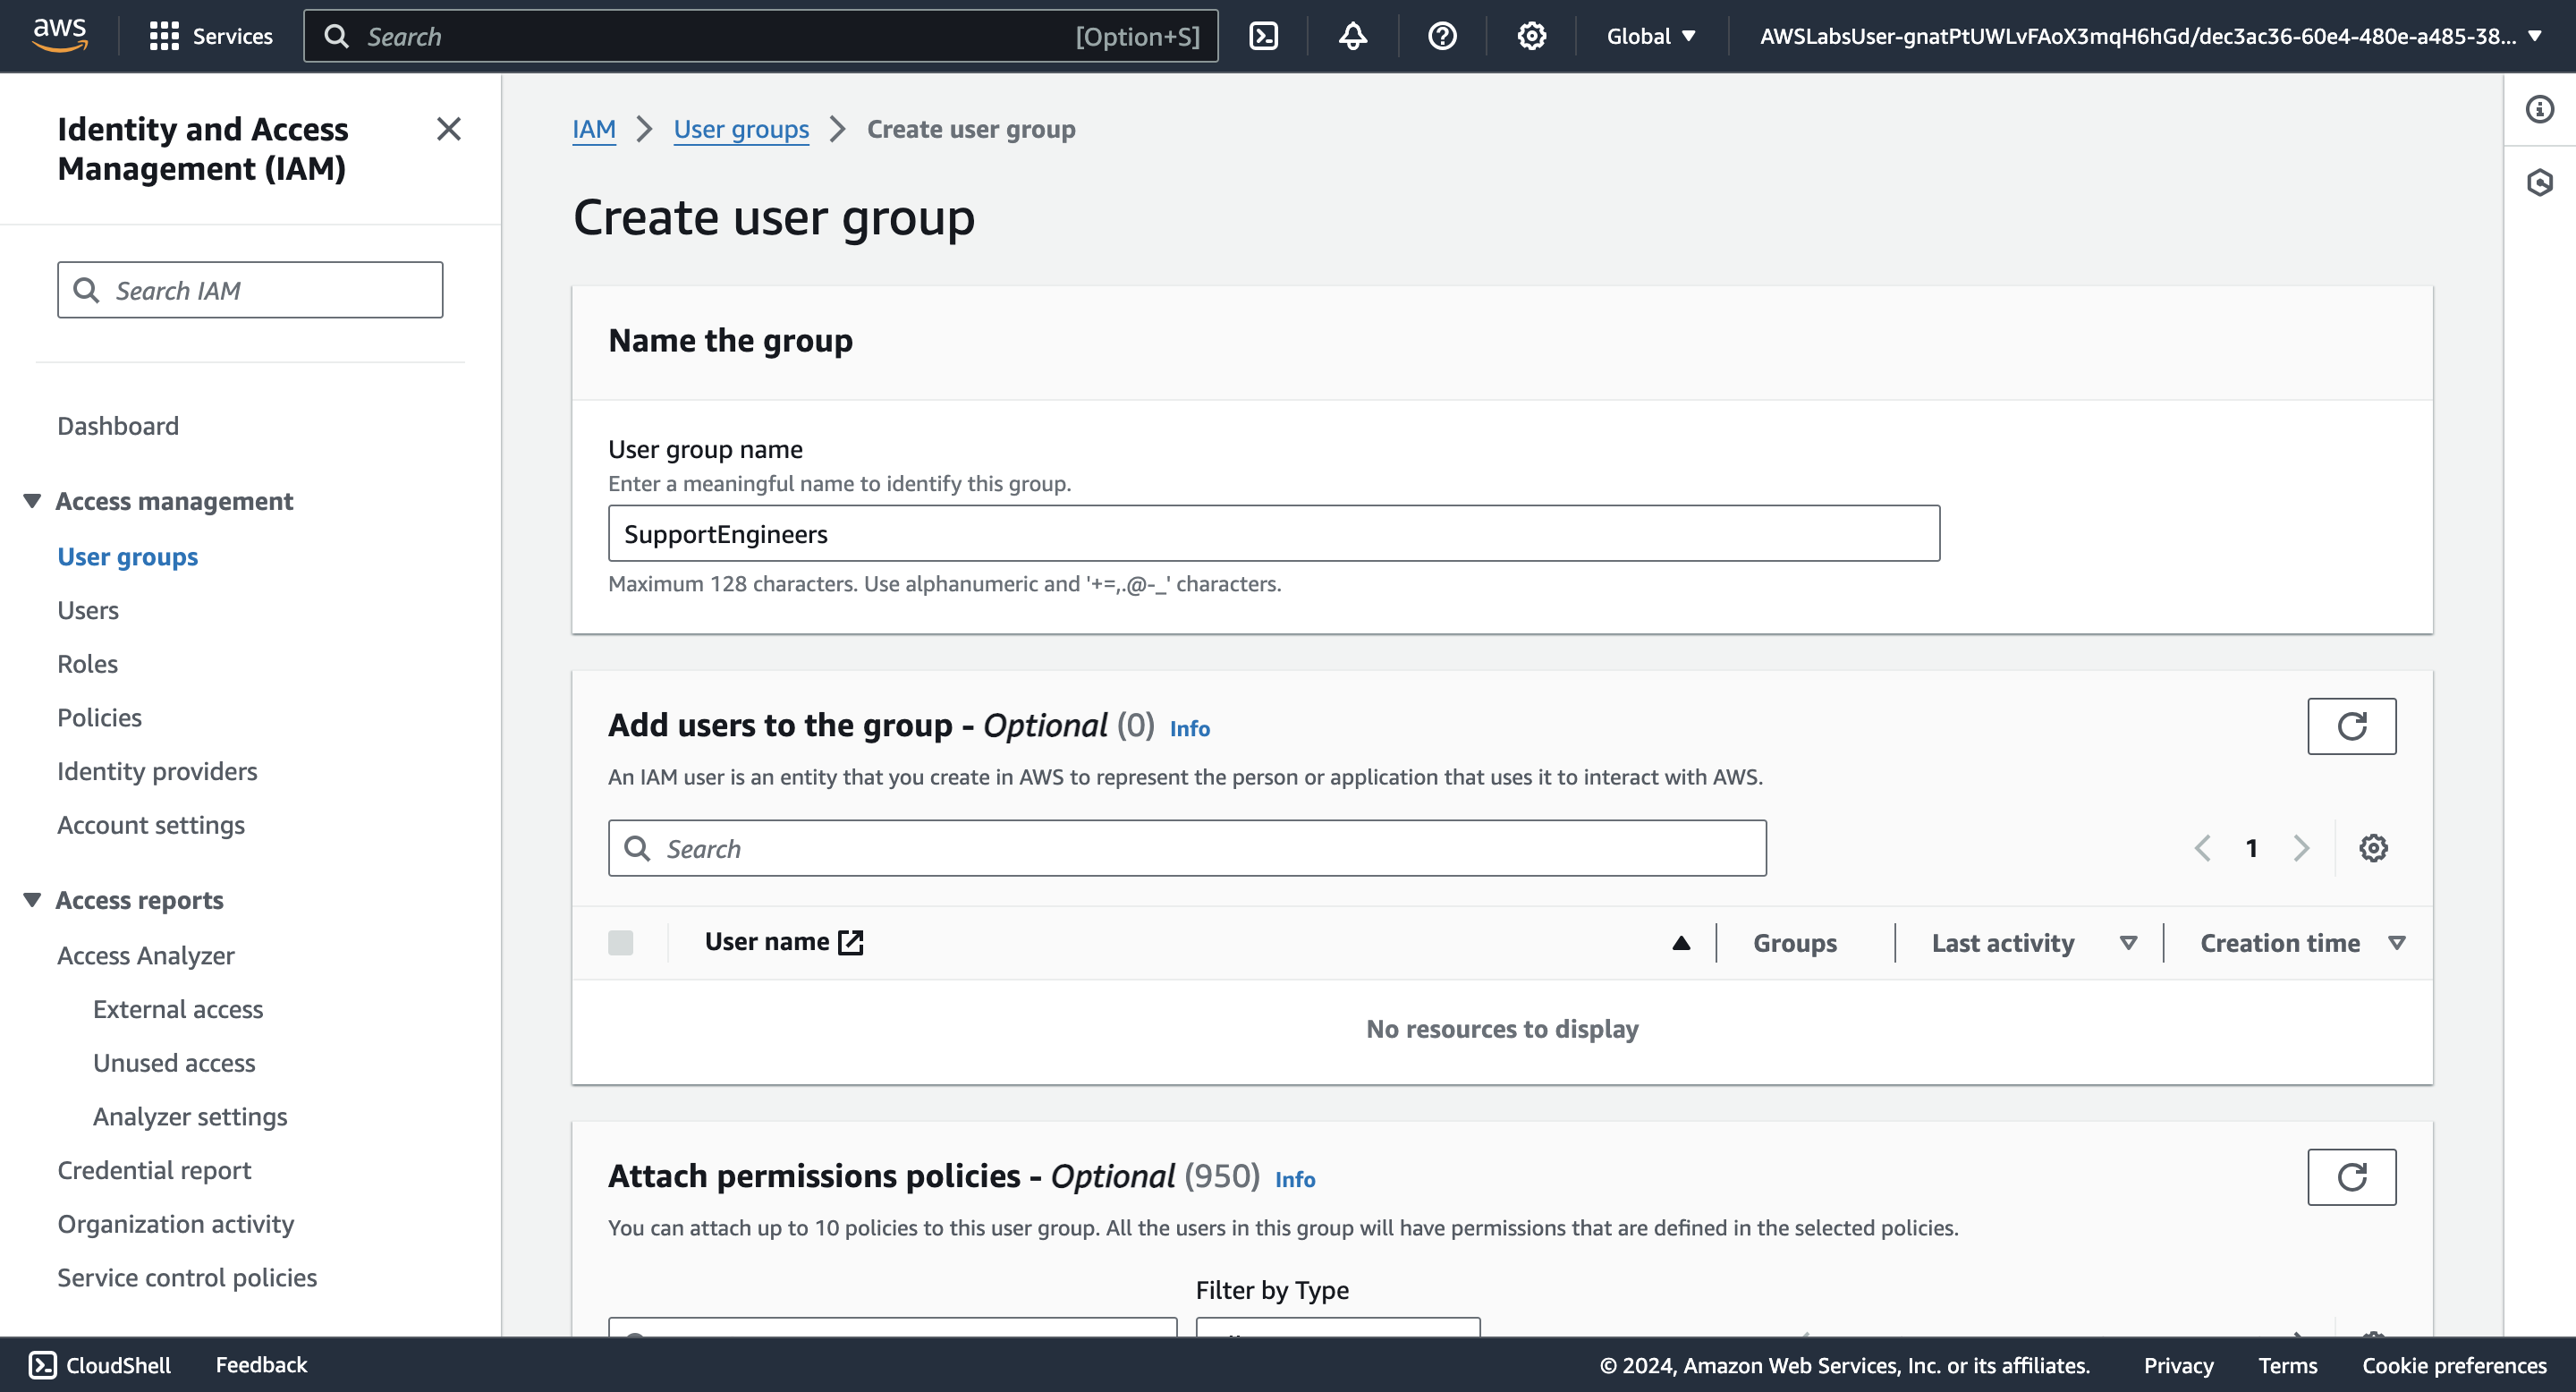 aws
Services
Search
[Option+S]
Global
AWSLabsUser-gnatPtUWLvFAoX3mqH6hGd/dec3ac36-60e4-480e-a485-38...
Identity and Access
Management (IAM)
Search IAM
Dashboard
Access management
User groups
Users
Roles
Policies
Identity providers
Account settings
Access reports
Access Analyzer
External access
Unused access
Analyzer settings
Credential report
Organization activity
Service control policies
IAM
User groups
Create user group
Create user group
Name the group
User group name
Enter a meaningful name to identify this group.
SupportEngineers
Maximum 128 characters. Use alphanumeric and '+=,.@-_' characters.
Add users to the group - Optional (0) Info
An IAM user is an entity that you create in AWS to represent the person or application that uses it to interact with AWS.
Search
1
User name
Groups
Last activity
Creation time
No resources to display
Attach permissions policies - Optional (950) Info
You can attach up to 10 policies to this user group. All the users in this group will have permissions that are defined in the selected policies.
Filter by Type
CloudShell
Feedback
© 2024, Amazon Web Services, Inc. or its affiliates.
Privacy
Terms
Cookie preferences